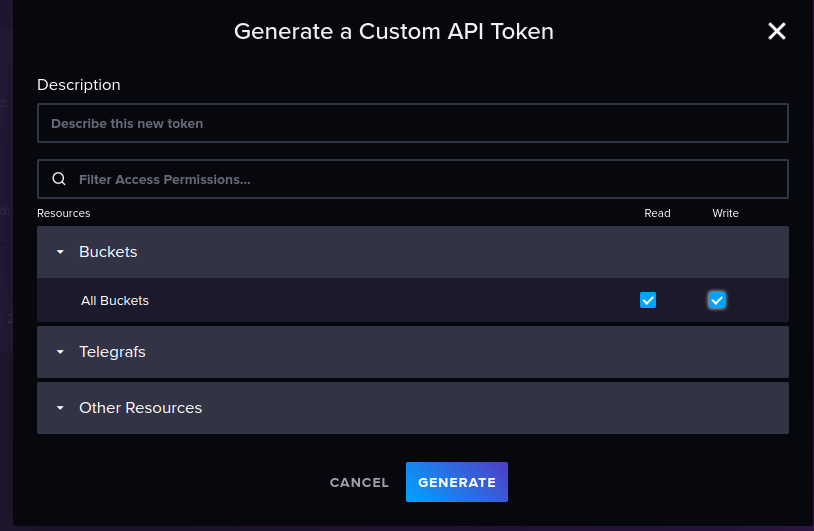 Generate a Custom API Token
Description
Describe this new token
Filter Access Permissions...
Resources Read Write
Buckets
All Buckets
Telegrafs
Other Resources
CANCEL GENERATE